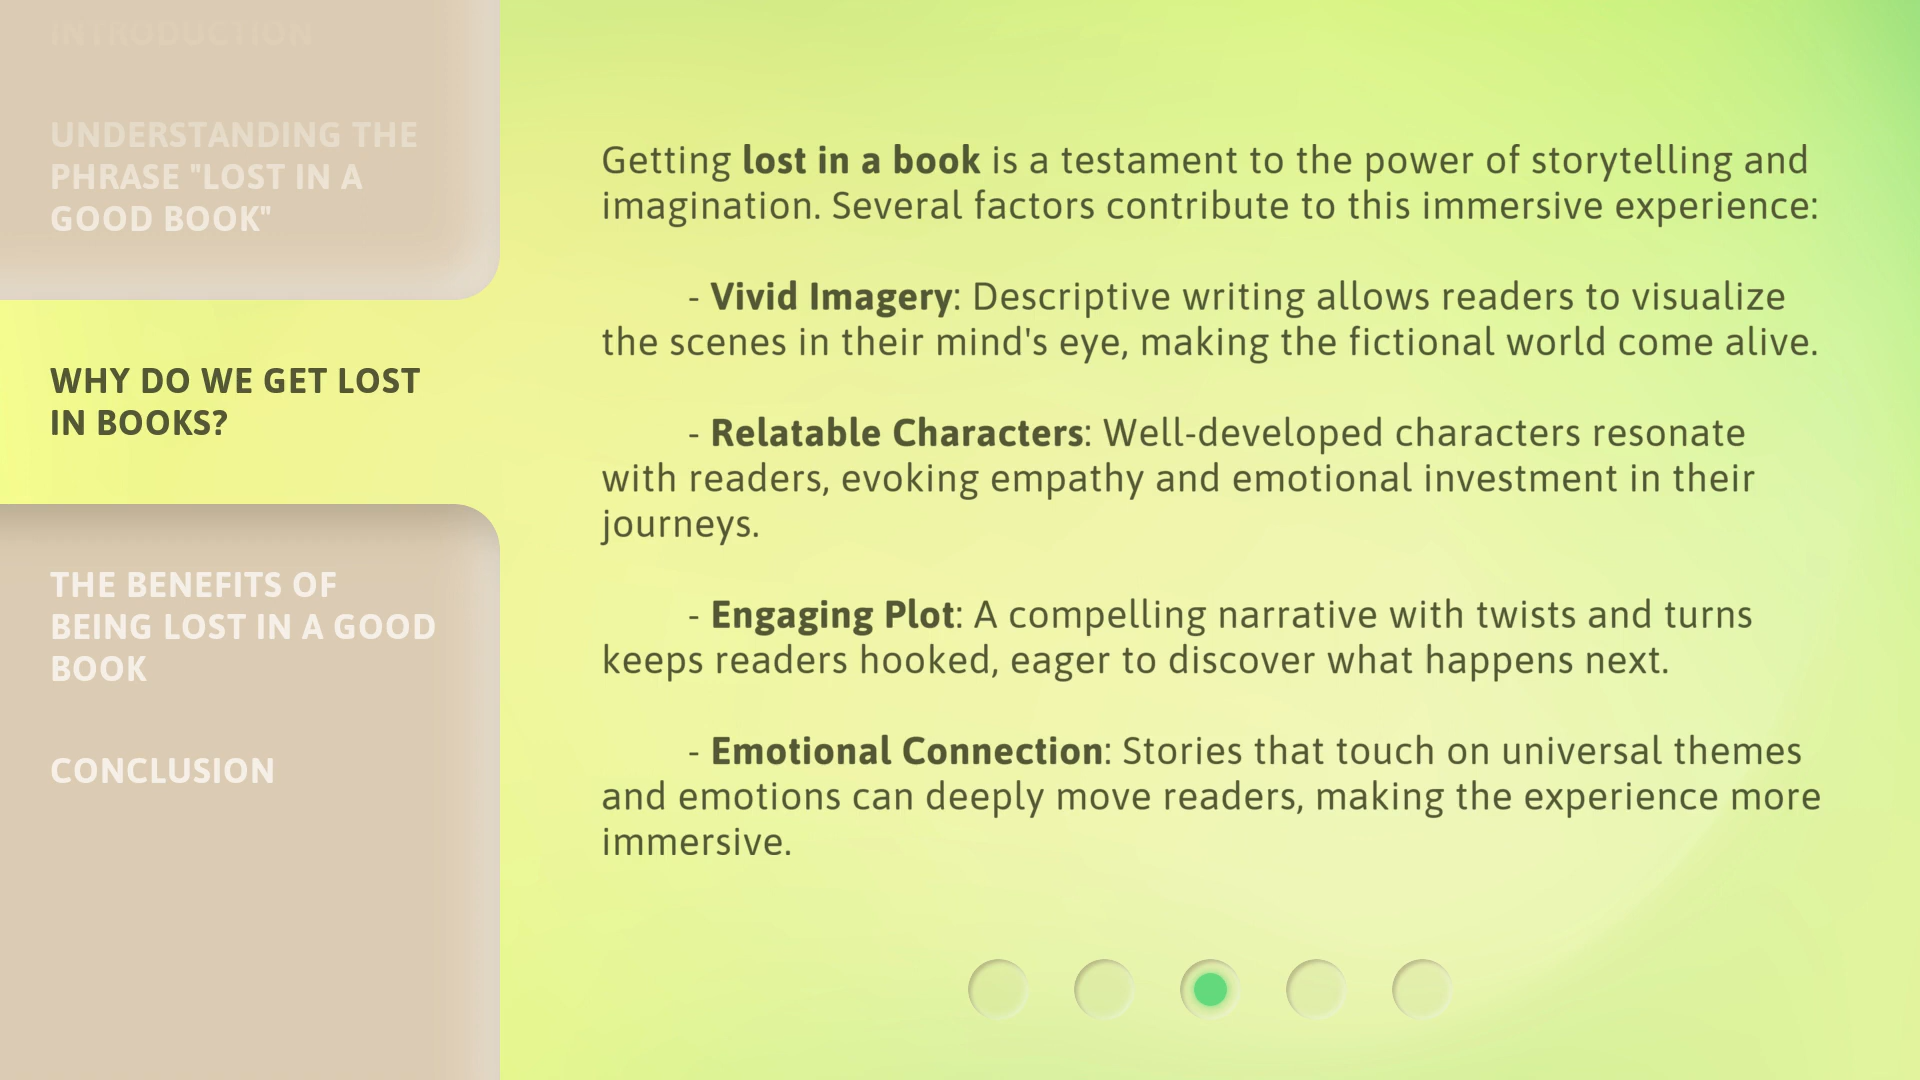 INTRODUCTION
UNDERSTANDING THE
PHRASE "LOST IN A
GOOD BOOK"
WHY DO WE GET LOST
IN BOOKS?
THE BENEFITS OF
BEING LOST IN A GOOD
BOOK
CONCLUSION
Getting lost in a book is a testament to the power of storytelling and
imagination. Several factors contribute to this immersive experience:
- Vivid Imagery: Descriptive writing allows readers to visualize
the scenes in their mind's eye, making the fictional world come alive.
- Relatable Characters: Well-developed characters resonate
with readers, evoking empathy and emotional investment in their
journeys.
- Engaging Plot: A compelling narrative with twists and turns
keeps readers hooked, eager to discover what happens next.
- Emotional Connection: Stories that touch on universal themes
and emotions can deeply move readers, making the experience more
immersive.